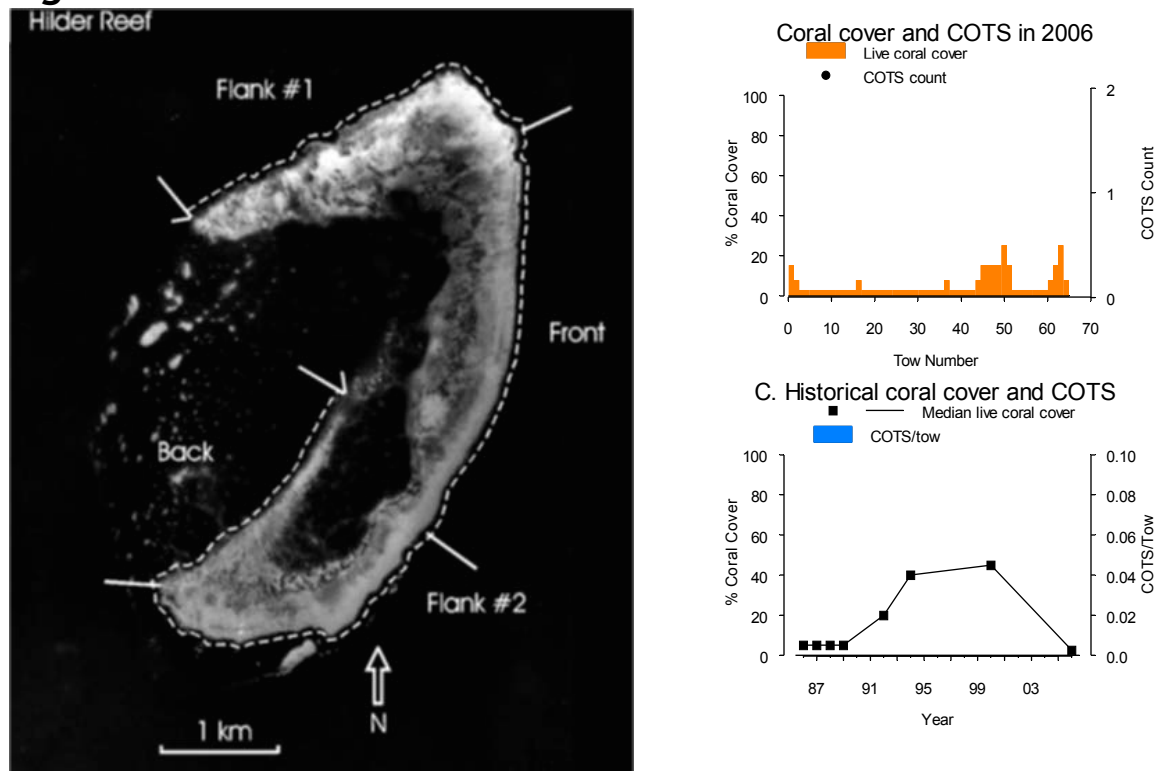 Hilder Reef
Flank #1
Front
Back
Flank #2
N
1 km
Coral cover and COTS in 2006
Live coral cover
COTS count
100
80
60
40
20
0
% Coral Cover
2
1
0
COTS Count
0 10 20 30 40 50 60 70
Tow Number
C. Historical coral cover and COTS
Median live coral cover
COTS/tow
100
80
60
40
20
0
% Coral Cover
0.10
0.08
0.06
0.04
0.02
0.0
COTS/Tow
87 91 95 99 03
Year